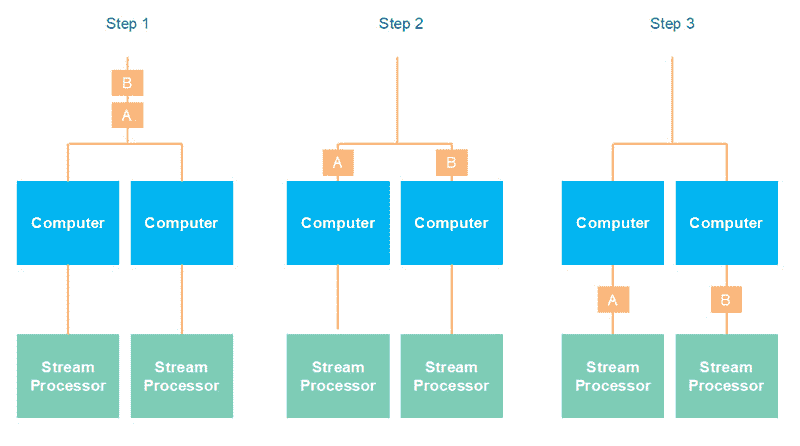 Step 1
B
A
Computer
Computer
Stream
Processor
Stream
Processor
Step 2
A
B
Computer
Computer
Stream
Processor
Stream
Processor
Step 3
Computer
Computer
A
B
Stream
Processor
Stream
Processor